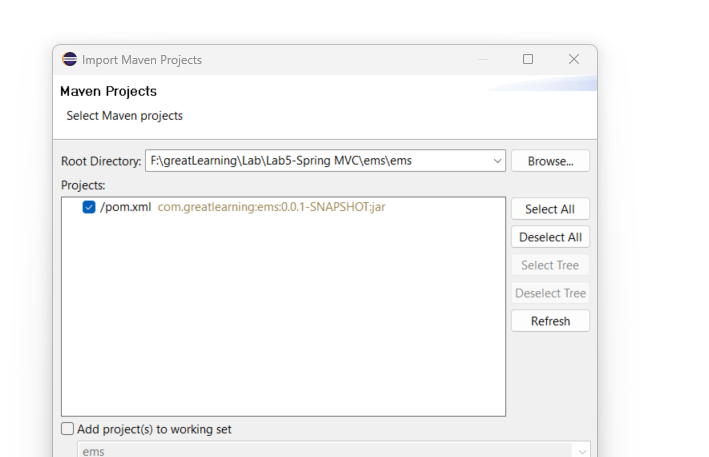 Import Maven Projects
Maven Projects
Select Maven projects
Root Directory: F:\greatLearning\Lab\Lab5-Spring MVC\ems\ems Browse...
Projects:
/pom.xml com.greatlearning:ems:0.0.1-SNAPSHOT:jar
Select All
Deselect All
Select Tree
Deselect Tree
Refresh
Add project(s) to working set
ems